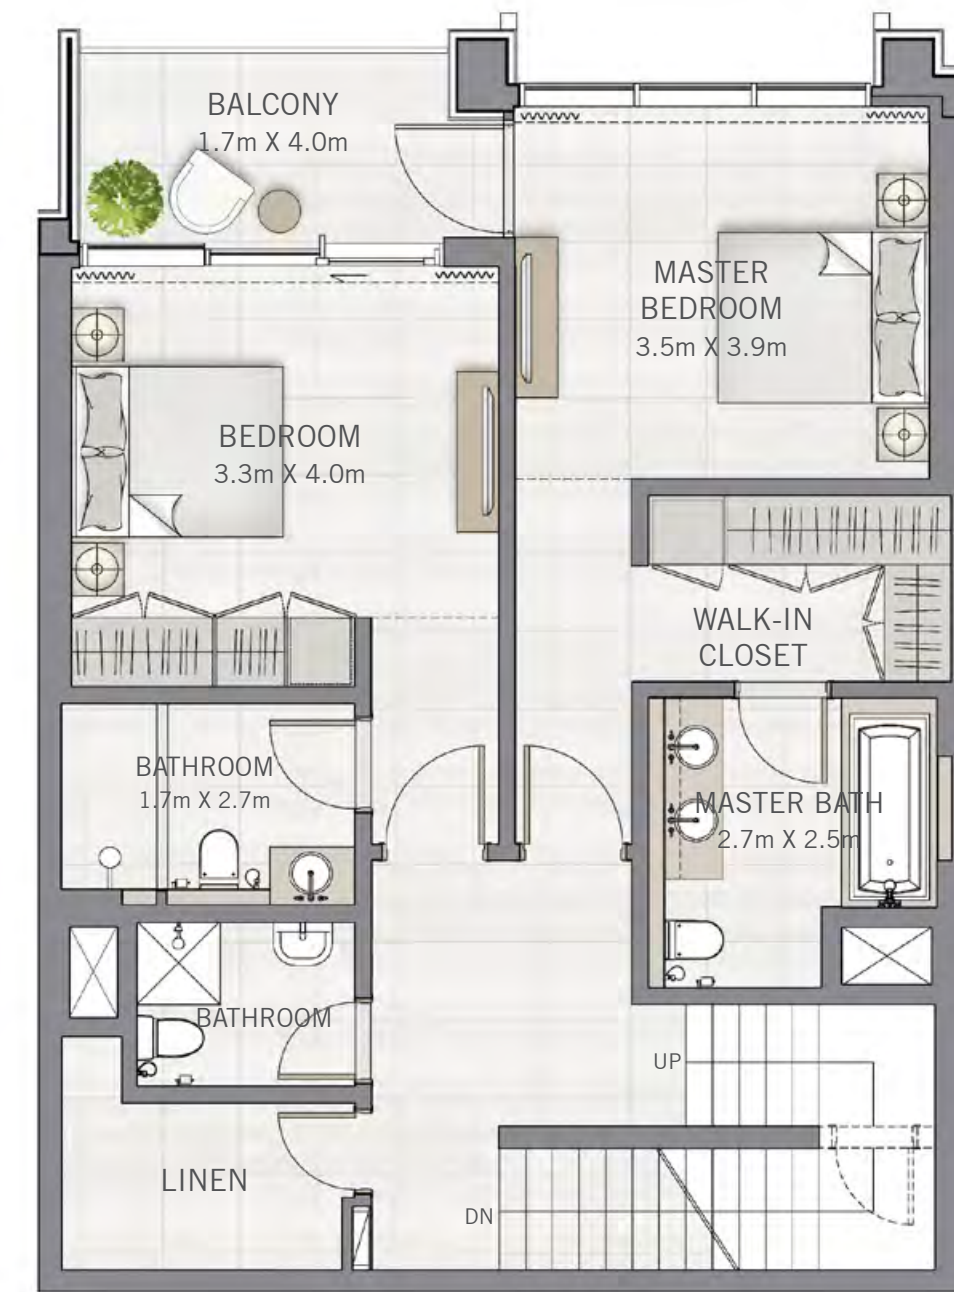 BALCONY
1.7m X 4.0m
MASTER
BEDROOM
3.5m X 3.9m
BEDROOM
3.3m X 4.0m
WALK-IN
CLOSET
BATHROOM
1.7m X 2.7m
MASTER BATH
2.7m X 2.5m
BATHROOM
UP
LINEN
DN